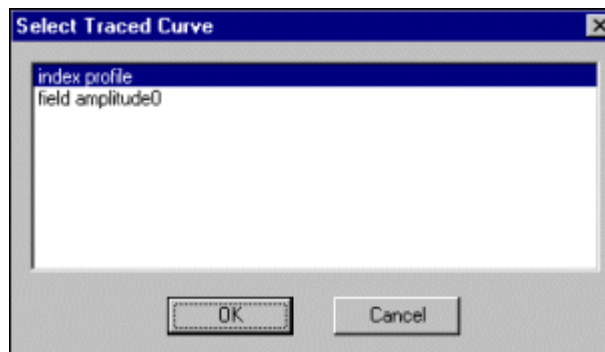 Select Traced Curve
index profile
field amplitude0
OK
Cancel